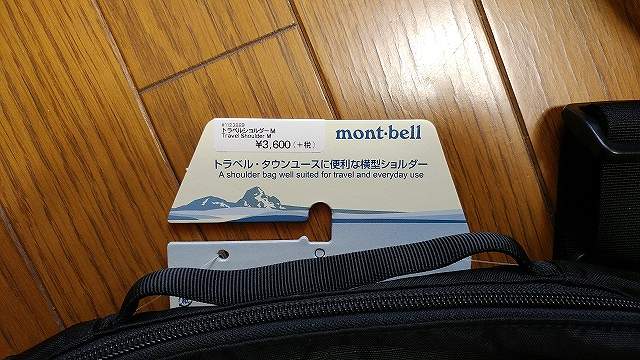 #1123989
トラベルショルダー M
Travel Shoulder M
¥3,600 (+税)
mont-bell
トラベル・タウンユースに便利な横型ショルダー
A shoulder bag well suited for travel and everyday use